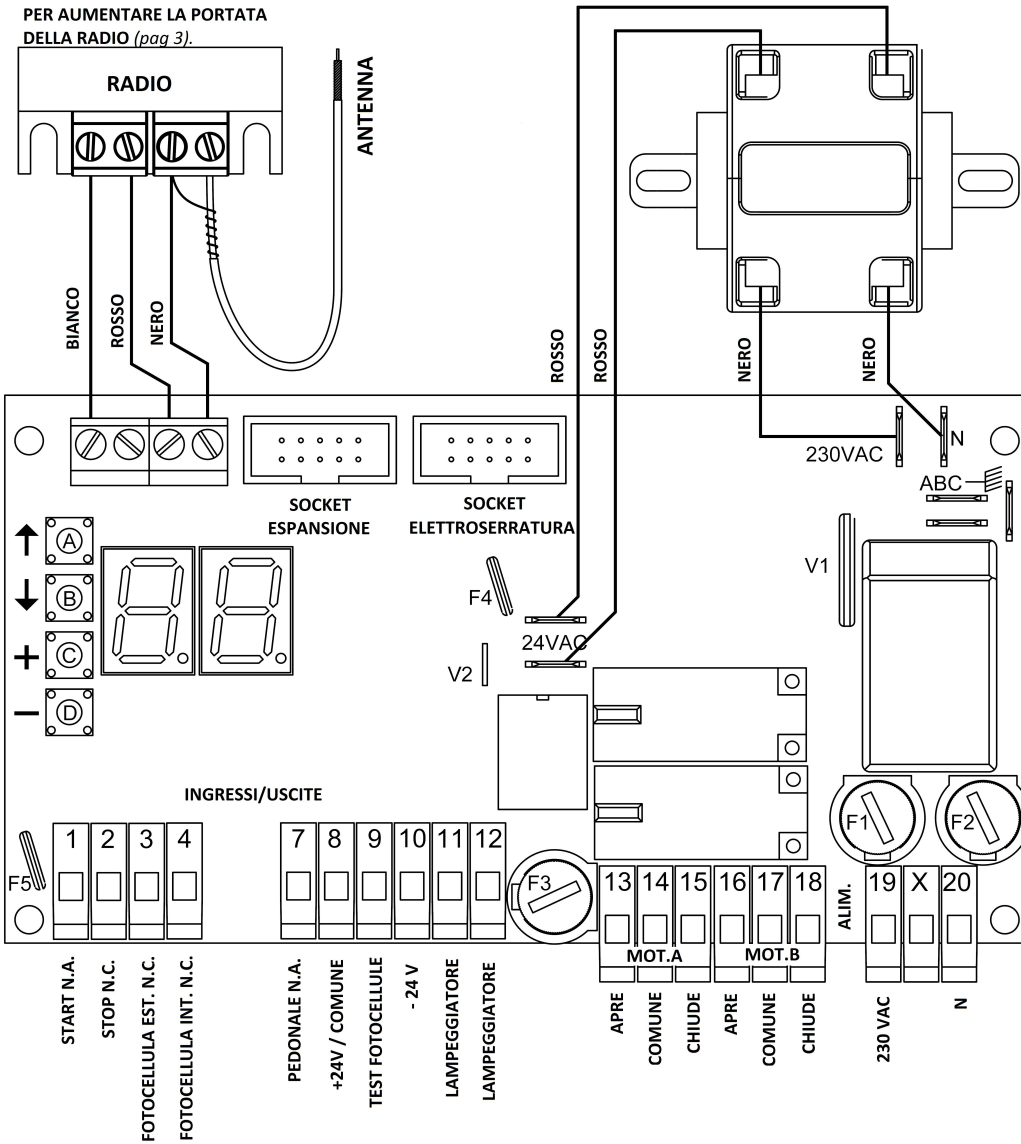 PER AUMENTARE LA PORTATA
DELLA RADIO (pag 3).
RADIO
ANTENNA
BIANCO
ROSSO
NERO
ROSSO
ROSSO
NERO
NERO
230VAC
N
ABC
SOCKET
ESPANSIONE
SOCKET
ELETTROSERRATURA
A
B
+ C
− D
F4
24VAC
V2
V1
INGRESSI/USCITE
F1
F2
F3
F5
1 2 3 4
7 8 9 10 11 12
13 14 15 16 17 18
19 X 20
ALIM.
MOT.A
MOT.B
START N.A.
STOP N.C.
FOTOCELLULA EST. N.C.
FOTOCELLULA INT. N.C.
PEDONALE N.A.
+24V / COMUNE
TEST FOTOCELLULE
- 24 V
LAMPEGGIATORE
LAMPEGGIATORE
APRE
COMUNE
CHIUDE
APRE
COMUNE
CHIUDE
230 VAC
N